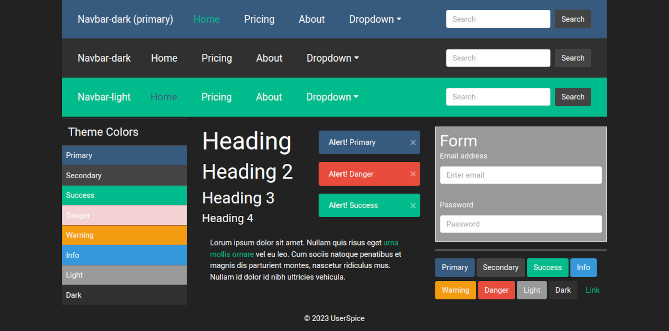 Navbar-dark (primary) Home Pricing About Dropdown Search Search
Navbar-dark Home Pricing About Dropdown Search Search
Navbar-light Home Pricing About Dropdown Search Search
Theme Colors
Primary
Secondary
Success
Danger
Warning
Info
Light
Dark
Heading
Heading 2
Heading 3
Heading 4
Lorum ipsum dolor sit amet. Nullam quis risus eget urna
mollis ornare vel eu leo. Cum sociis natoque penatibus et
magnis dis parturient montes, nascetur ridiculus mus.
Nullam id dolor id nibh ultricies vehicula.
Alert! Primary ×
Alert! Danger ×
Alert! Success ×
Form
Email address
Enter email
Password
Password
Primary Secondary Success Info
Warning Danger Light Dark Link
© 2023 UserSpice